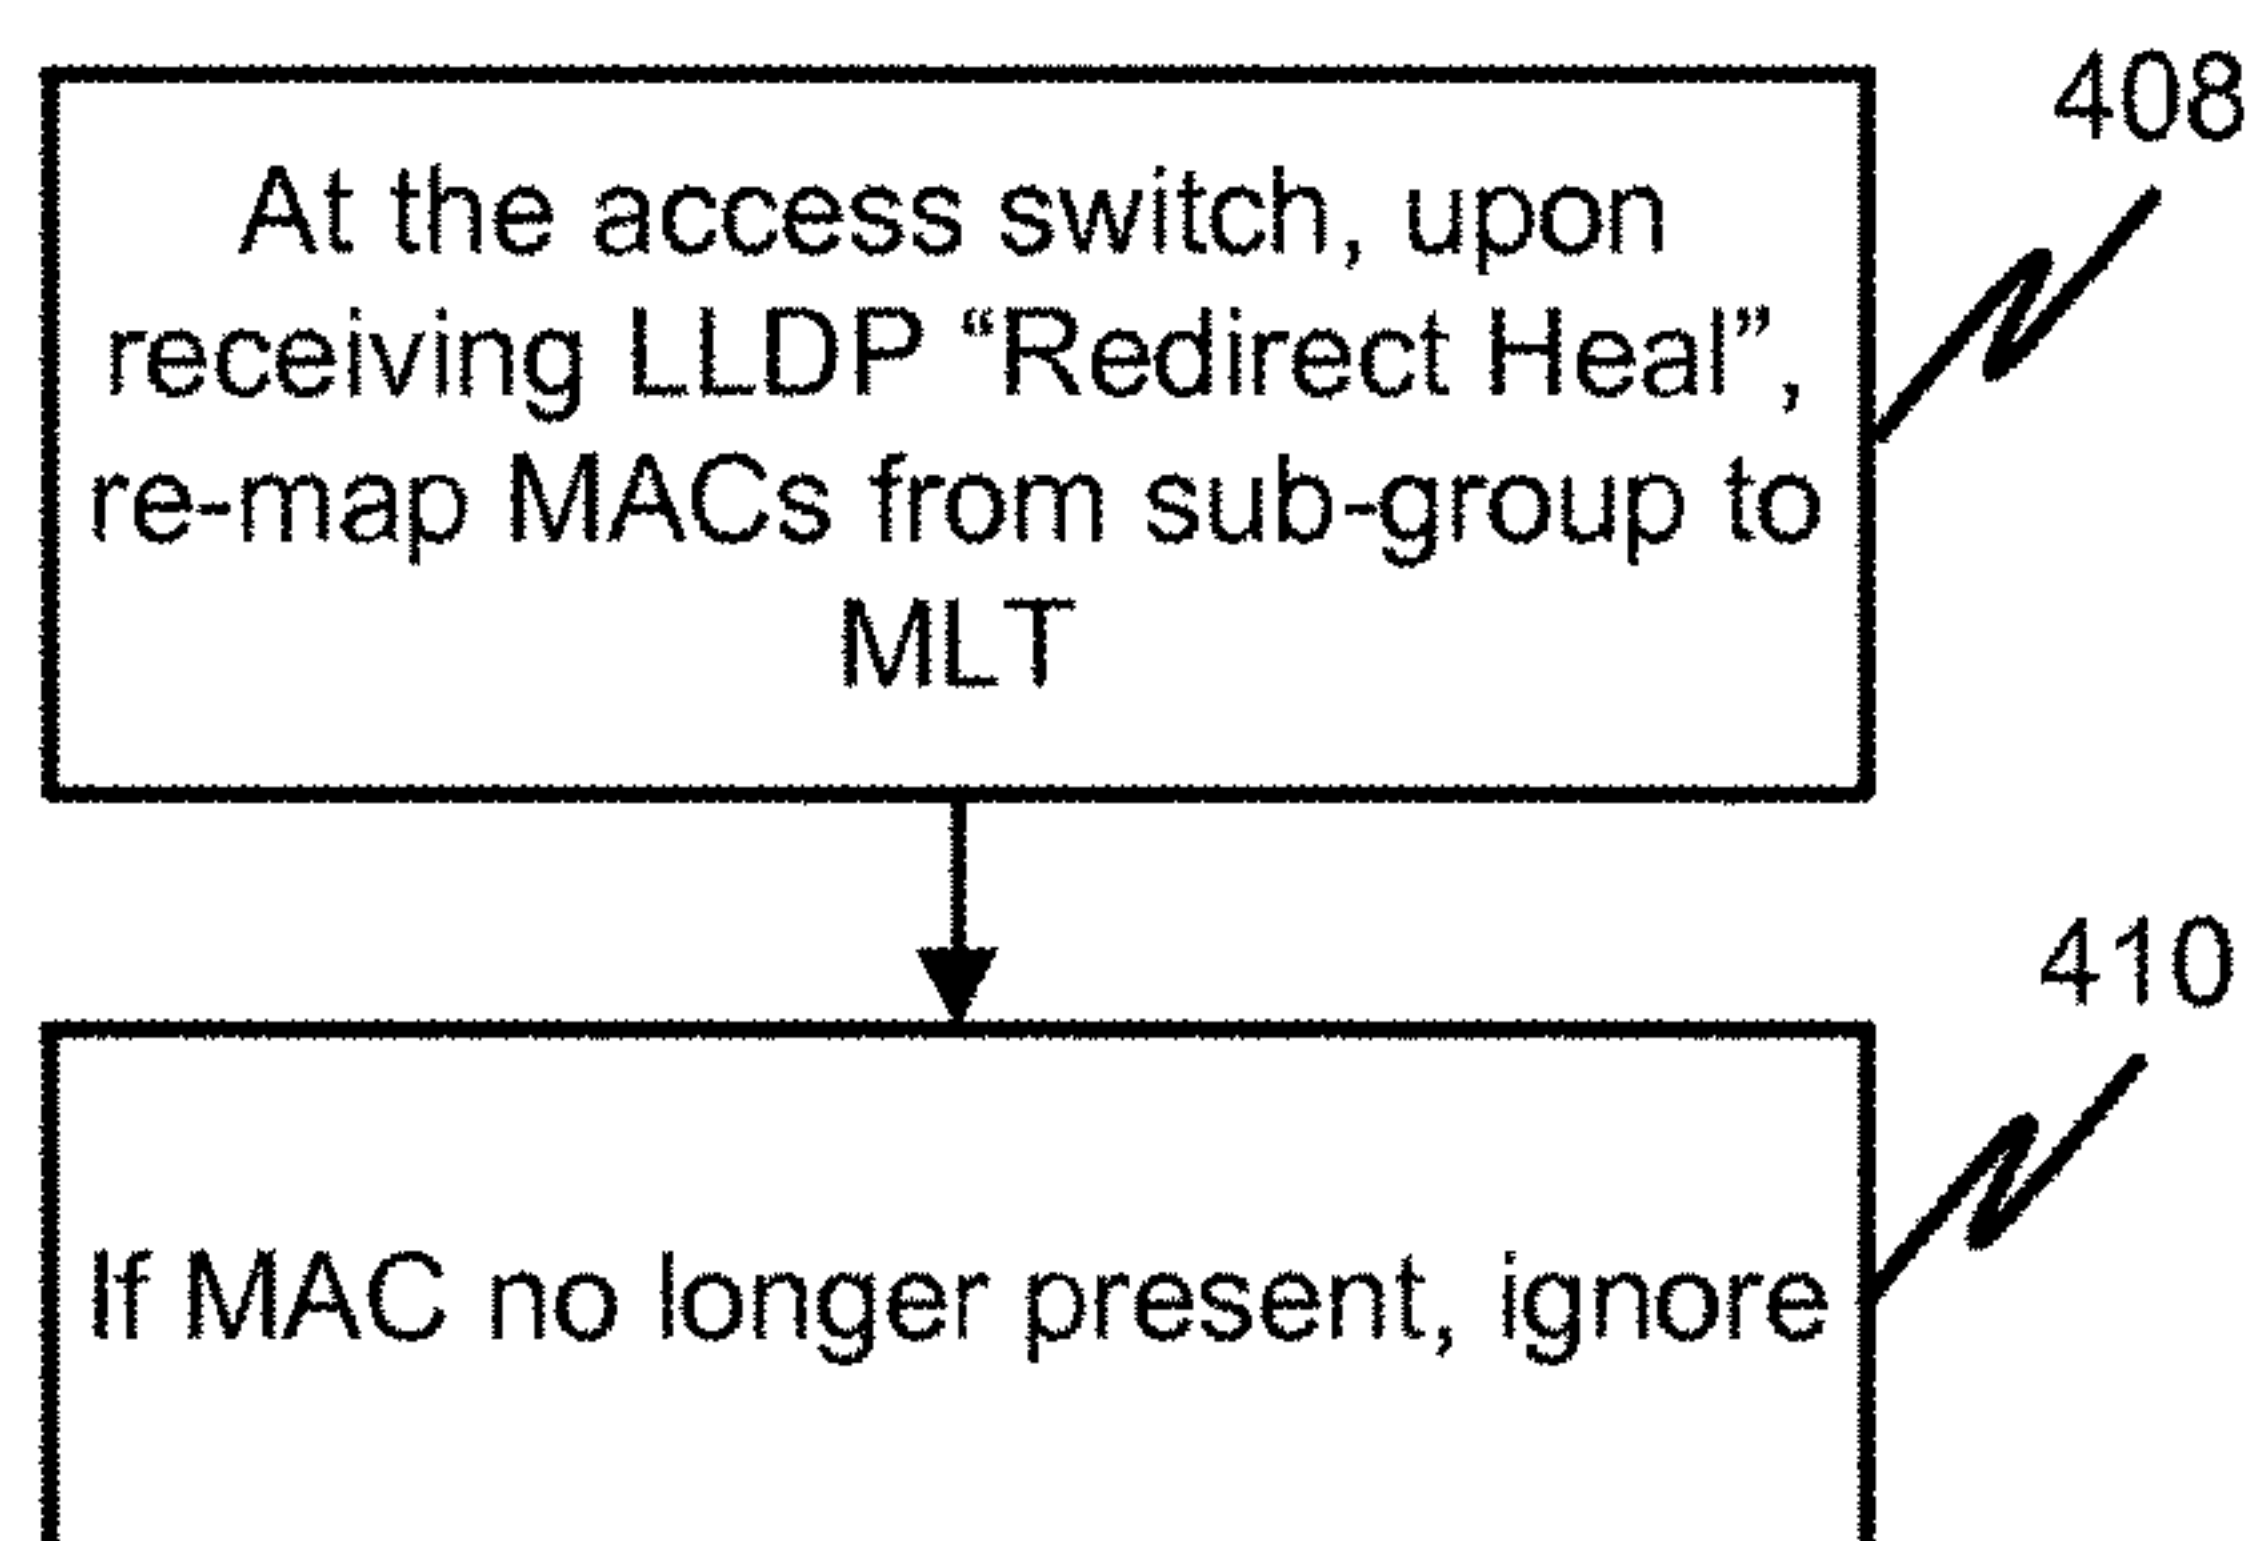 408
At the access switch, upon
receiving LLDP “Redirect Heal”,
re-map MACs from sub-group to
MLT
410
If MAC no longer present, ignore